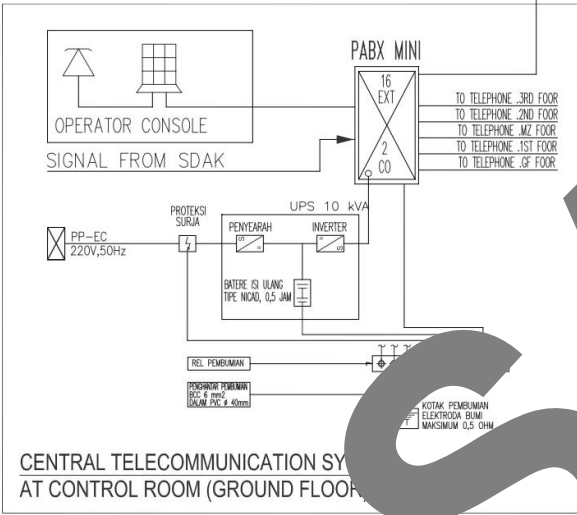 PABX MINI
16
EXT
2
CO
OPERATOR CONSOLE
SIGNAL FROM SDAK
TO TELEPHONE .3RD FOOR
TO TELEPHONE .2ND FOOR
TO TELEPHONE .MZ FOOR
TO TELEPHONE .1ST FOOR
TO TELEPHONE .GF FOOR
UPS 10 kVA
PROTEKSI
SURJA
PENYEARAH
INVERTER
PP-EC
220V,50Hz
BATERE ISI ULANG
TIPE NICAD, 0,5 JAM
REL PEMBUMIAN
PENGHANTAR PEMBUMIAN
BCC 6 mm2
DALAM PVC ø 40mm
KOTAK PEMBUMIAN
ELEKTRODA BUMI
MAKSIMUM 0,5 OHM
CENTRAL TELECOMMUNICATION SY
AT CONTROL ROOM (GROUND FLOOR